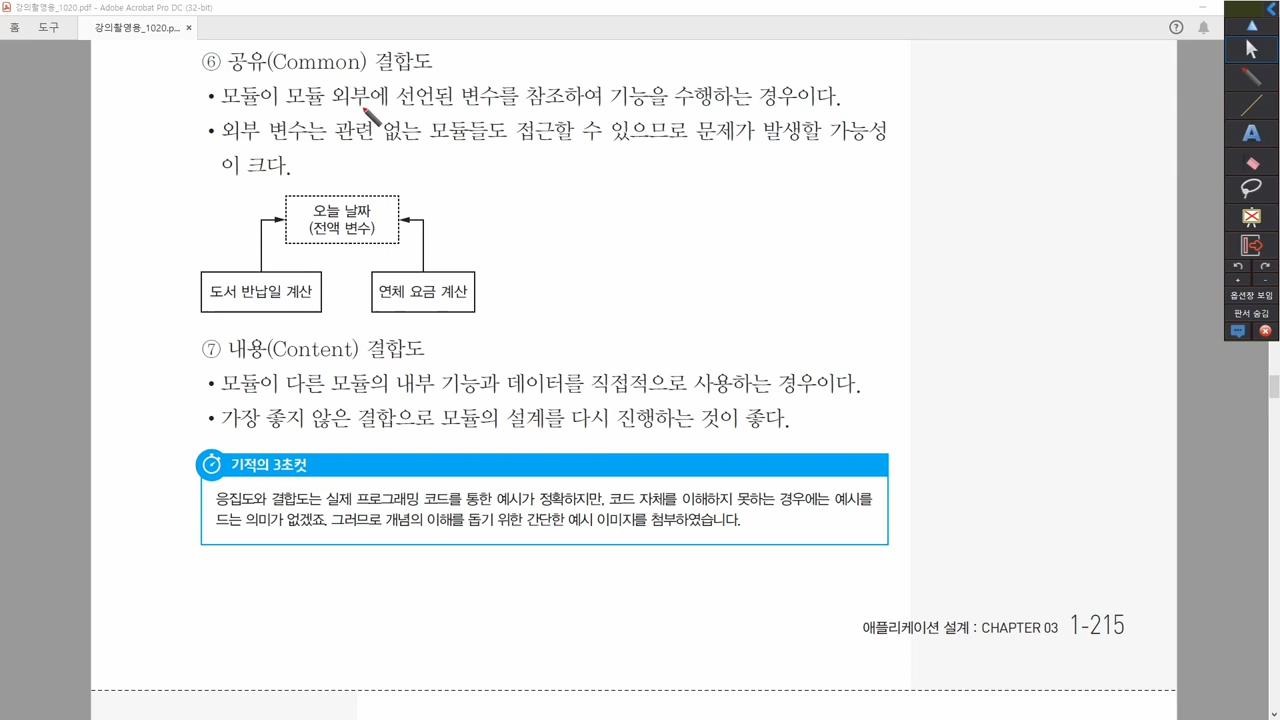 강의촬영용_1020.pdf - Adobe Acrobat Pro DC (32-bit)
홈 도구 강의촬영용_1020.p... ×
⑥ 공유(Common) 결합도
• 모듈이 모듈 외부에 선언된 변수를 참조하여 기능을 수행하는 경우이다.
• 외부 변수는 관련 없는 모듈들도 접근할 수 있으므로 문제가 발생할 가능성
이 크다.
오늘 날짜
(전액 변수)
도서 반납일 계산 연체 요금 계산
⑦ 내용(Content) 결합도
• 모듈이 다른 모듈의 내부 기능과 데이터를 직접적으로 사용하는 경우이다.
• 가장 좋지 않은 결합으로 모듈의 설계를 다시 진행하는 것이 좋다.
기적의 3초컷
응집도와 결합도는 실제 프로그래밍 코드를 통한 예시가 정확하지만, 코드 자체를 이해하지 못하는 경우에는 예시를
드는 의미가 없겠죠. 그러므로 개념의 이해를 돕기 위한 간단한 예시 이미지를 첨부하였습니다.
애플리케이션 설계 : CHAPTER 03 1-215
옵션창 보임
판서 숨김